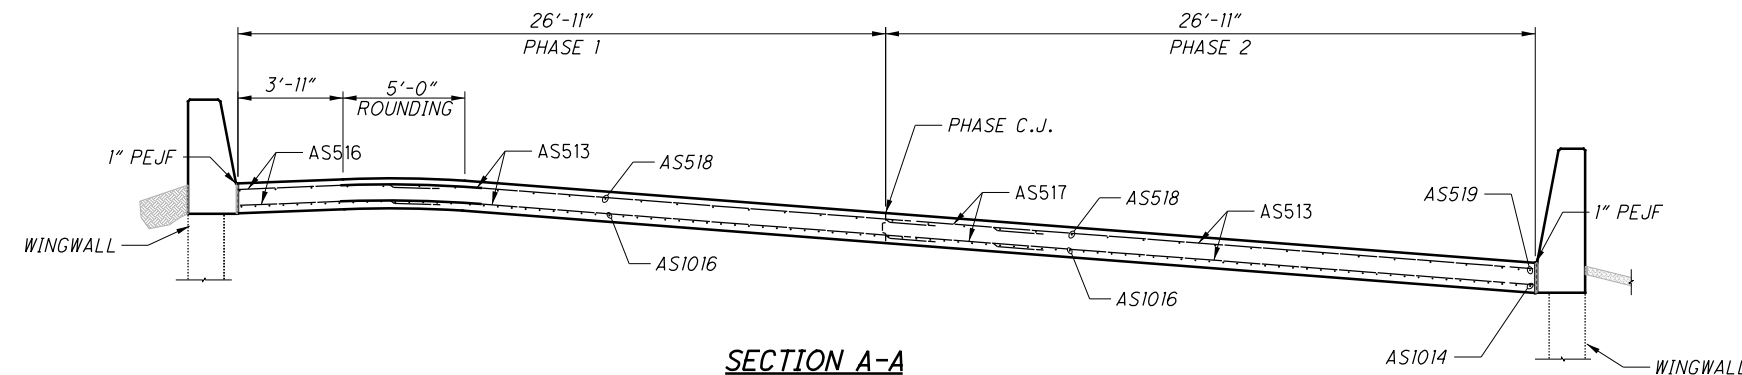 26'-11"
26'-11"
PHASE 1
PHASE 2
3'-11"
5'-0"
ROUNDING
PHASE C.J.
1" PEJF
AS516
AS513
AS518
AS517
AS518
AS513
AS519
1" PEJF
WINGWALL
AS1016
AS1016
AS1014
WINGWALL
SECTION A-A